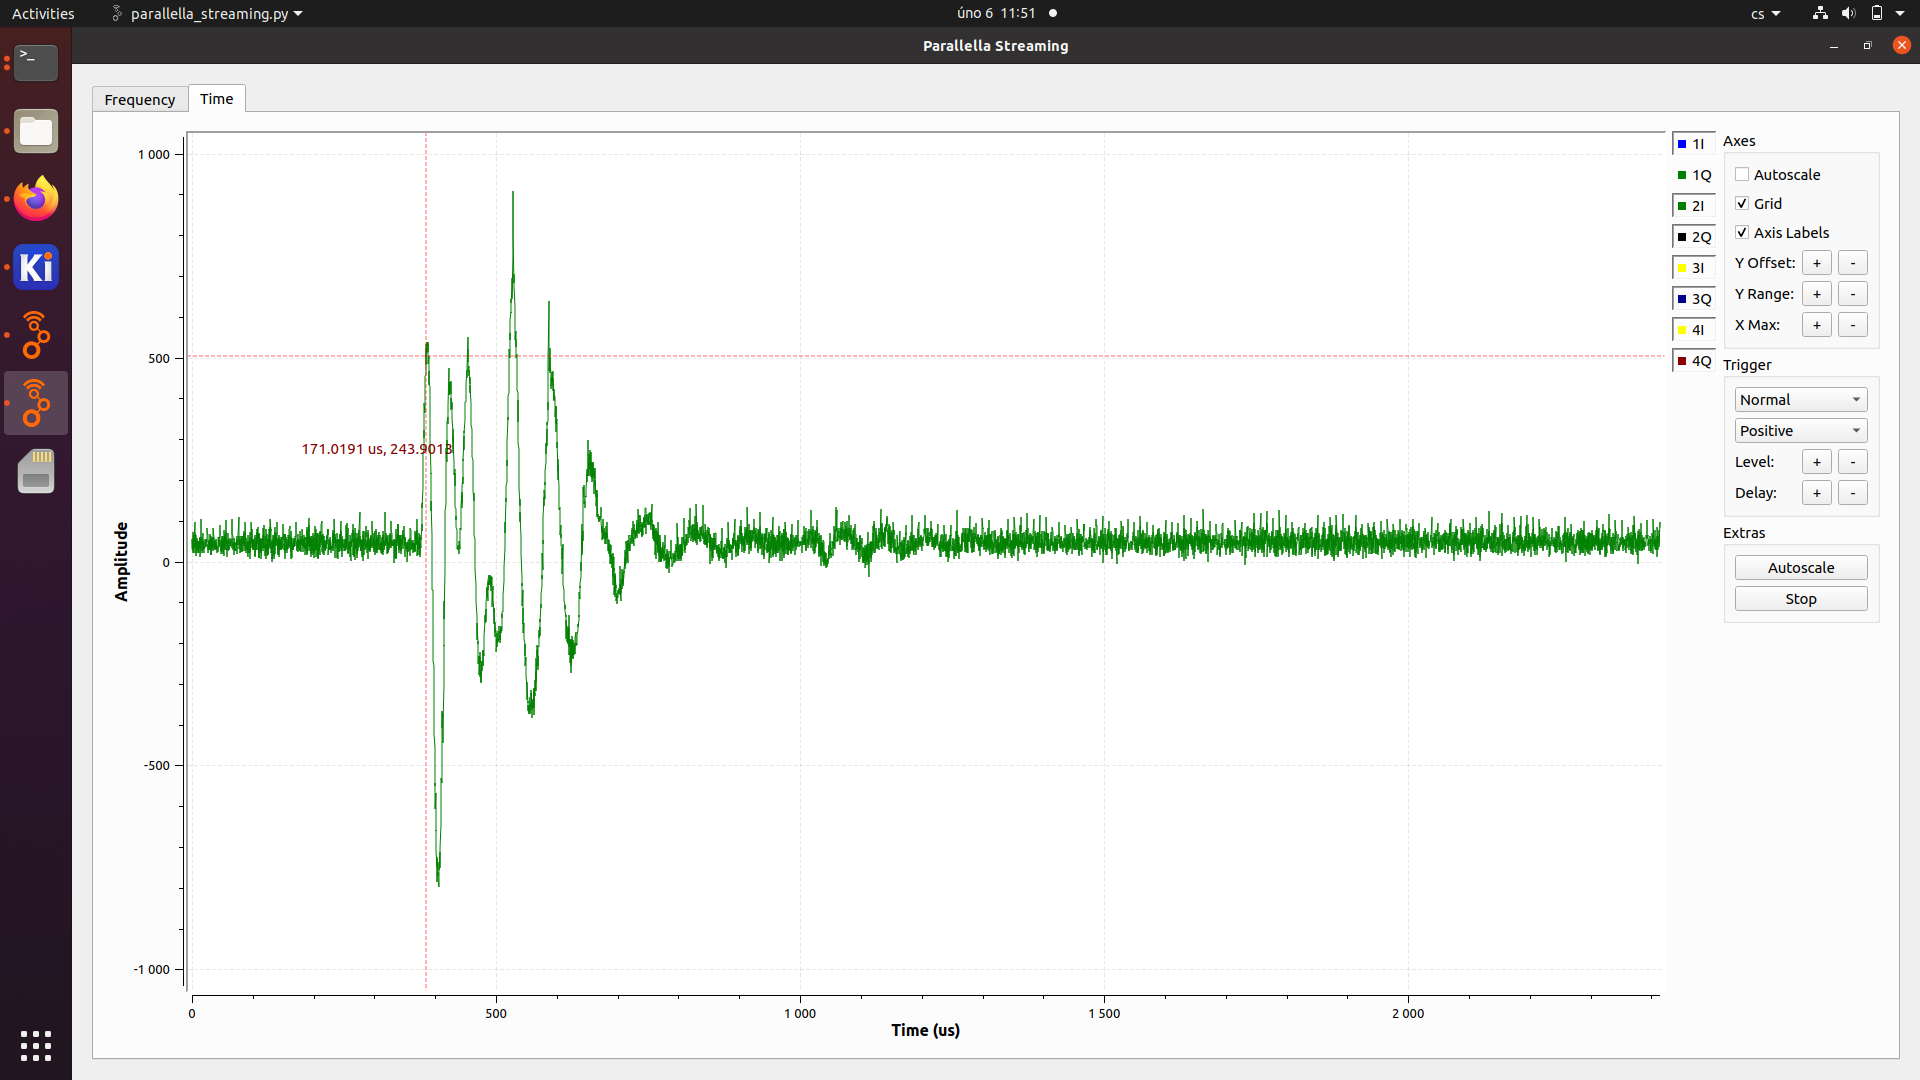 Activities
parallella_streaming.py
úno 6 11:51
cs
Parallella Streaming
>_
Ki
Frequency
Time
1 000
500
0
-500
-1 000
Amplitude
171.0191 us, 243.9013
0
500
1 000
1 500
2 000
Time (us)
1I
1Q
2I
2Q
3I
3Q
4I
4Q
Axes
Autoscale
Grid
Axis Labels
Y Offset: + -
Y Range: + -
X Max: + -
Trigger
Normal
Positive
Level: + -
Delay: + -
Extras
Autoscale
Stop